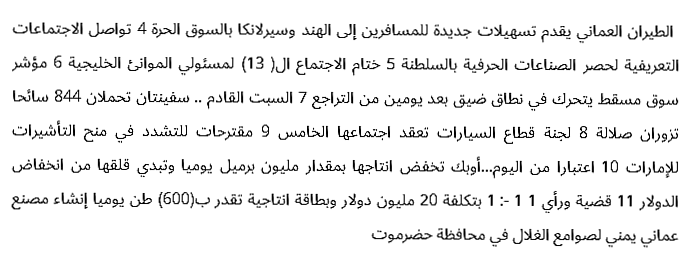 الطيران العماني يقدم تسهيلات جديدة للمسافرين إلى الهند وسيرلانكا بالسوق الحرة 4 تواصل الاجتماعات
التعريفية لحصر الصناعات الحرفية بالسلطنة 5 ختام الاجتماع ال( 13) لمسئولي الموانئ الخليجية 6 مؤشر
سوق مسقط يتحرك في نطاق ضيق بعد يومين من التراجع 7 السبت القادم .. سفينتان تحملان 844 سائحا
تزوران صلالة 8 لجنة قطاع السيارات تعقد اجتماعها الخامس 9 مقترحات للتشدد في منح التأشيرات
للإمارات 10 اعتبارا من اليوم...أوبك تخفض انتاجها بمقدار مليون برميل يوميا وتبدي قلقها من انخفاض
الدولار 11 قضية ورأي 1 1 -: 1 بتكلفة 20 مليون دولار وبطاقة انتاجية تقدر ب(600) طن يوميا إنشاء مصنع
عماني يمني لصوامع الغلال في محافظة حضرموت